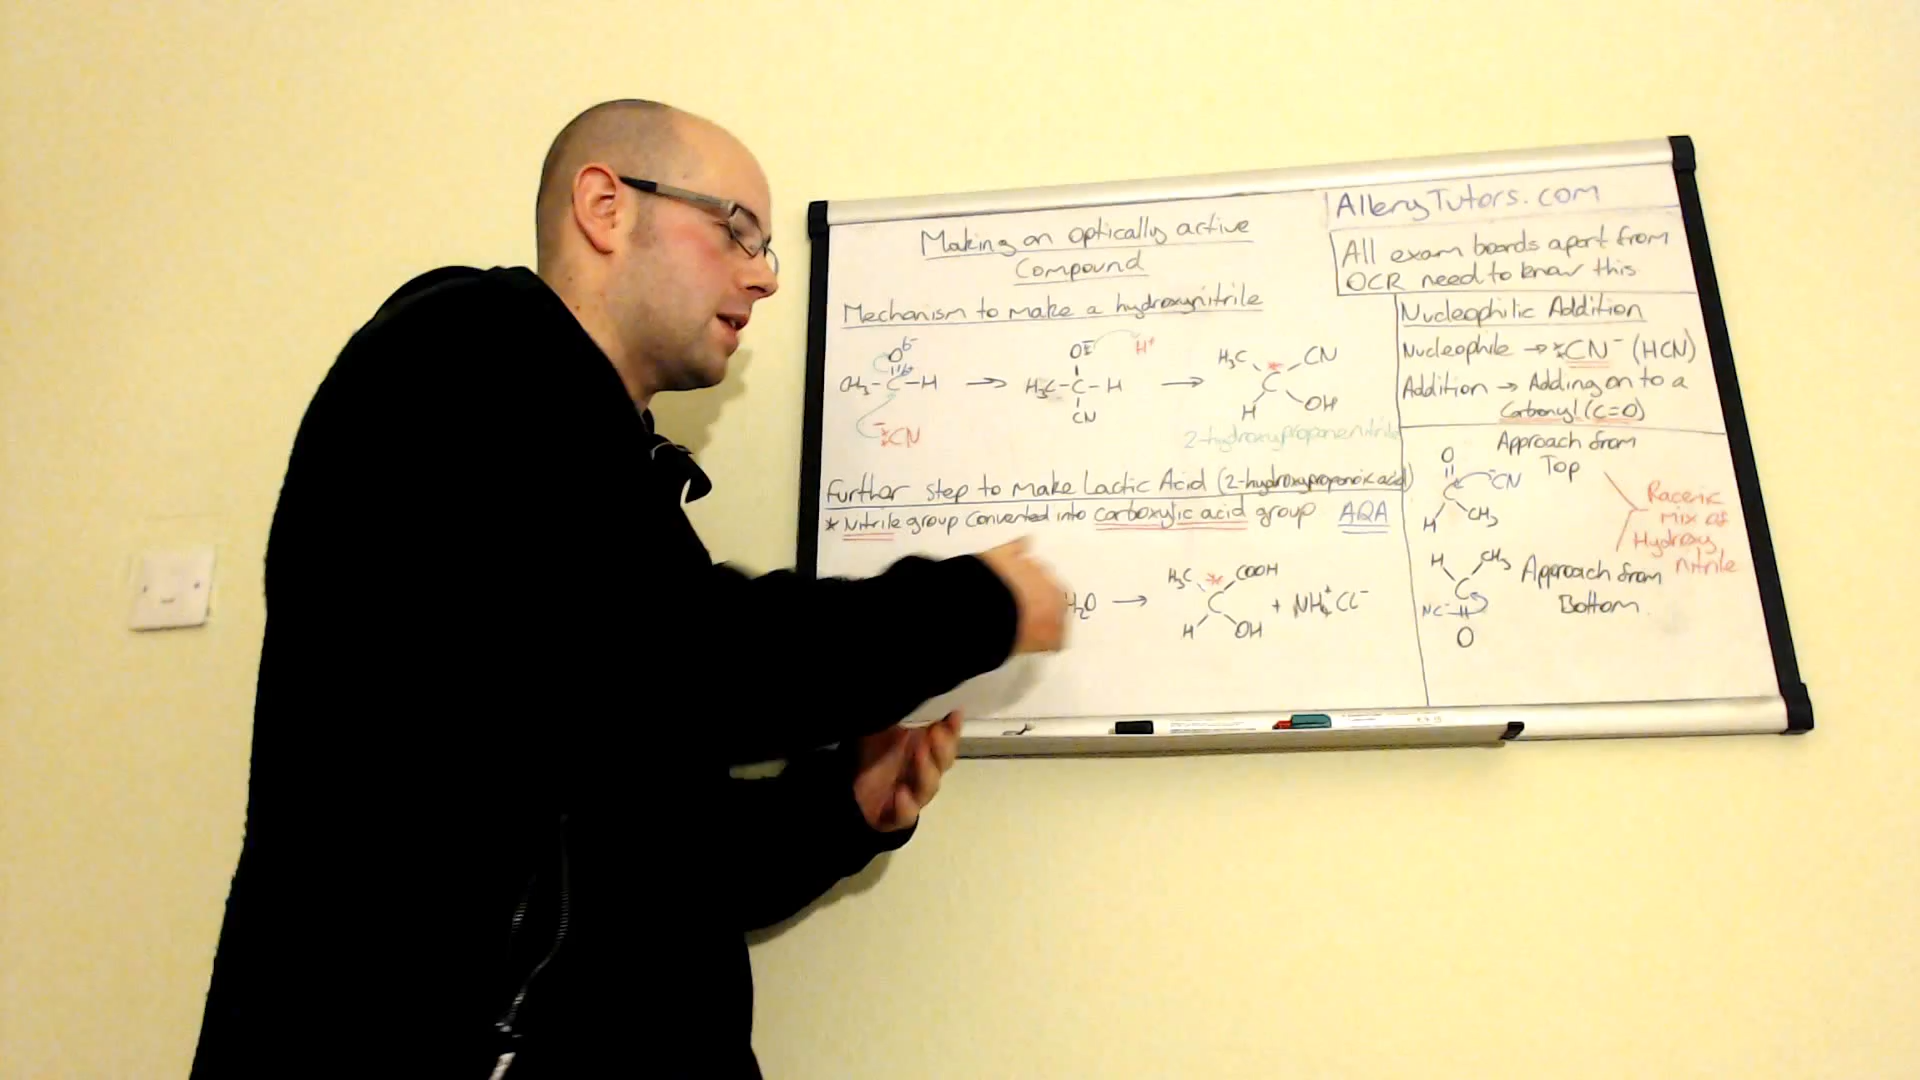 Making an optically active
Compound
AlleryTutors.com
All exam boards apart from
OCR need to know this
Mechanism to make a hydroxynitrile
Oδ-
CH3-C-H
δ+
:CN
→
O-
H+
H3C-C-H
CN
→
H3C
CN
*
C
H
OH
2-hydroxypropanenitrile
Nucleophilic Addition
Nucleophile → :CN- (HCN)
Addition → Adding on to a
Carbonyl (C=O)
Further step to make Lactic Acid (2-hydroxypropanoic acid)
* Nitrile group converted into carboxylic acid group AQA
H2O →
H3C
*
COOH
C
H
OH
+ NH4+ Cl-
Approach from
Top
O
C
-CN
H
CH3
Racemic
mix of
Hydroxy
nitrile
H
CH3
C
NC-
O
Approach from
Bottom